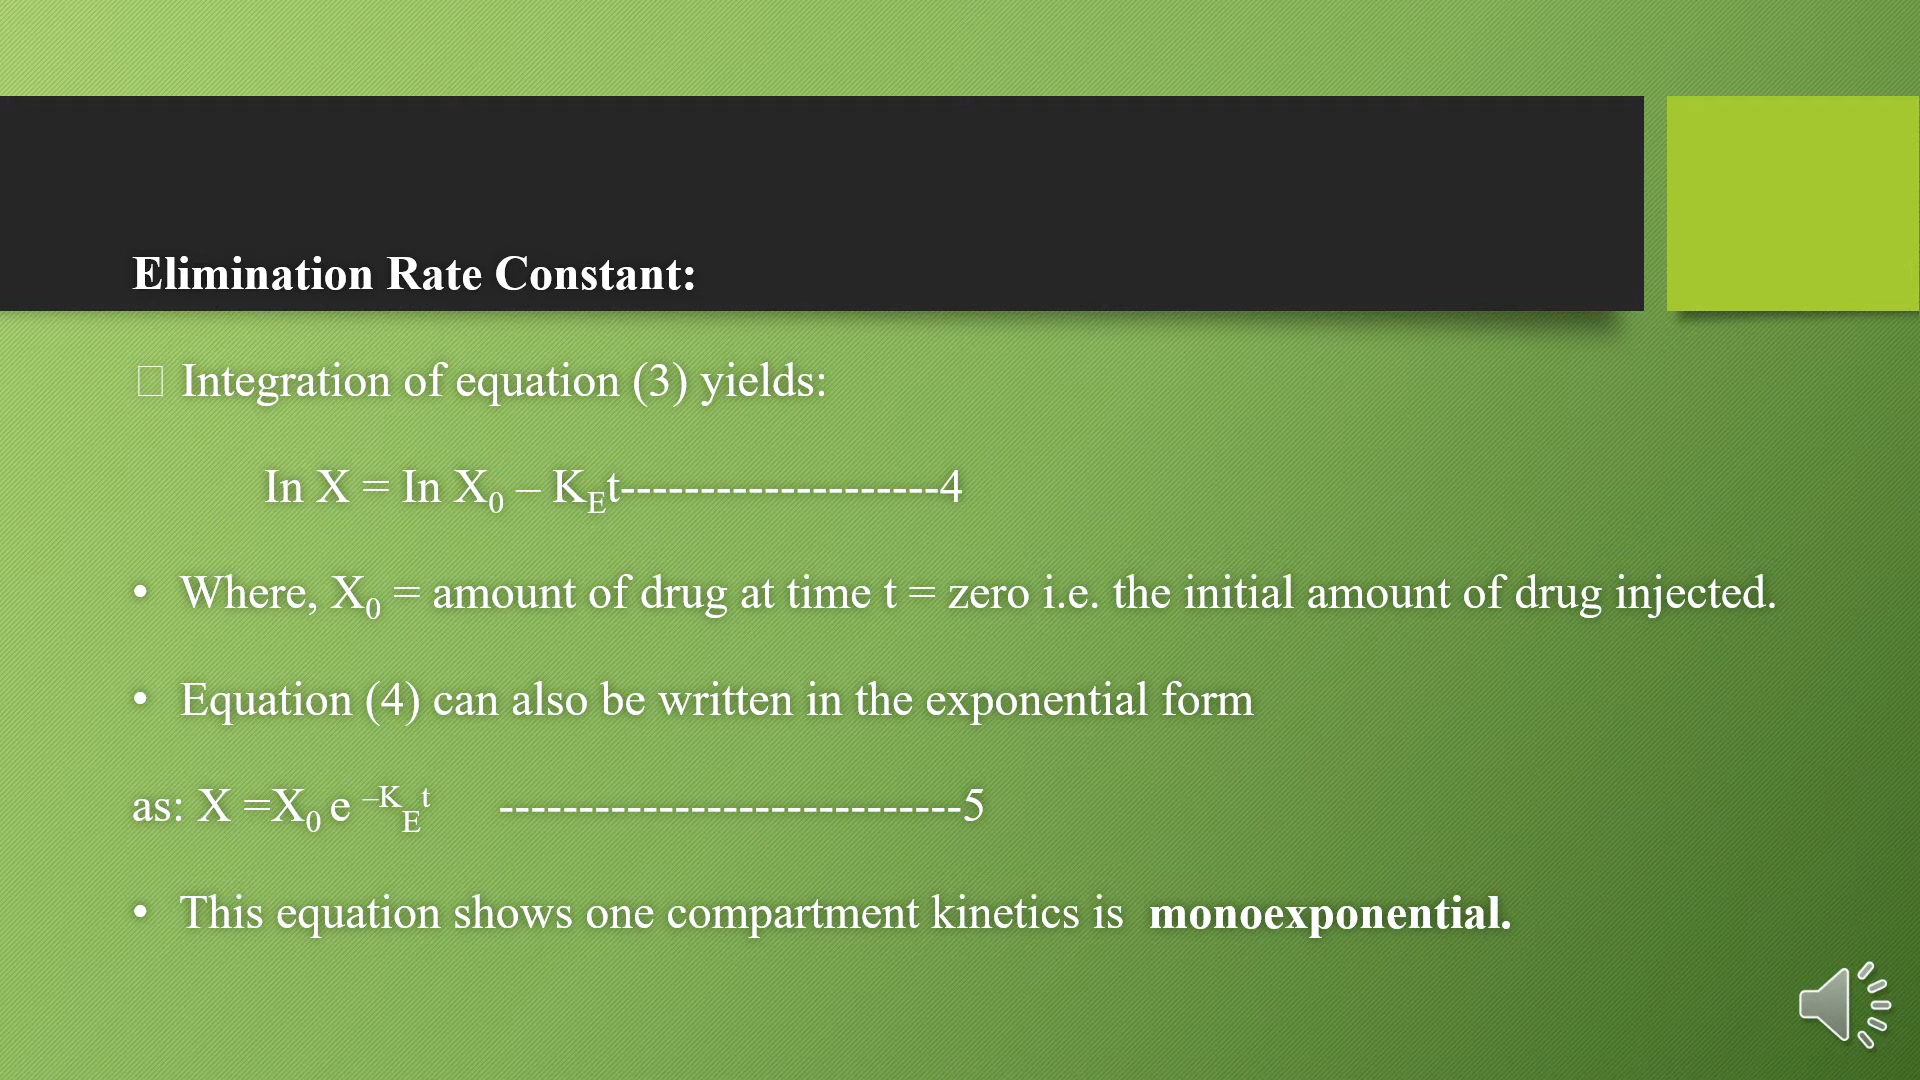 Elimination Rate Constant:
Integration of equation (3) yields:
In X = In X₀ – K_Et--------------------4
• Where, X₀ = amount of drug at time t = zero i.e. the initial amount of drug injected.
• Equation (4) can also be written in the exponential form
as: X =X₀ e ^–K_E^t -----------------------------5
• This equation shows one compartment kinetics is monoexponential.